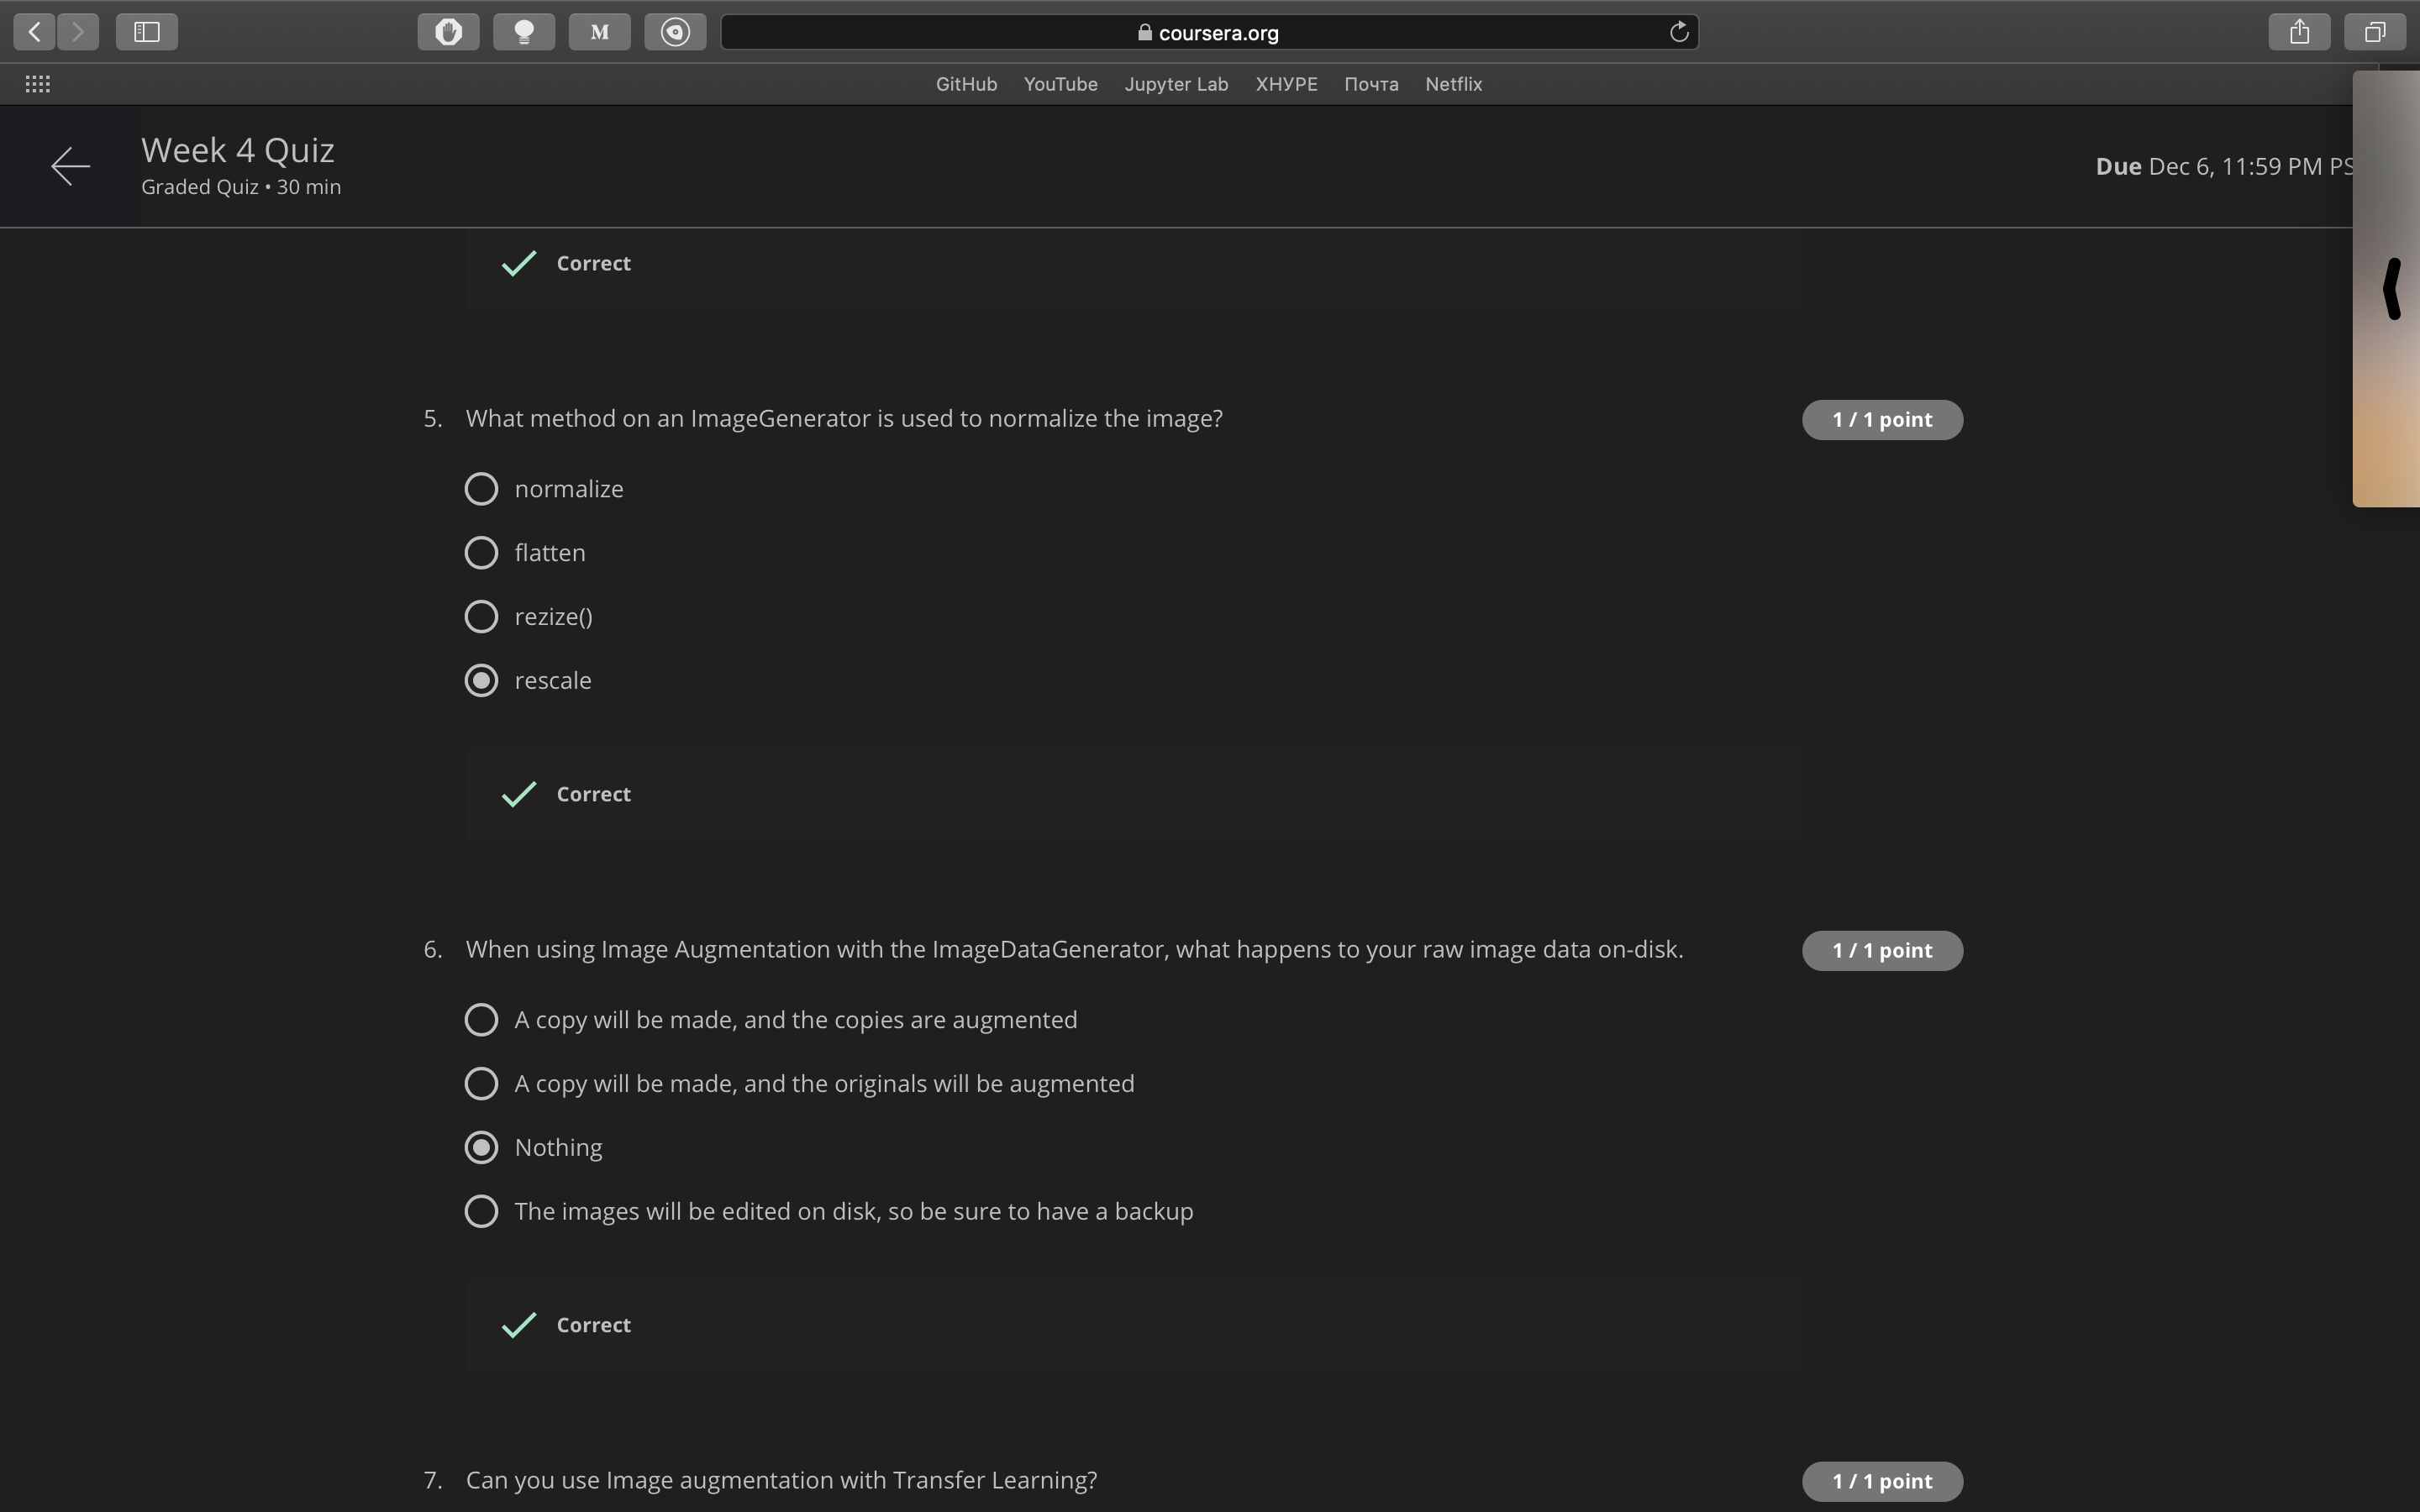 coursera.org
GitHub YouTube Jupyter Lab ХНУРЕ Почта Netflix
Week 4 Quiz
Graded Quiz • 30 min
Due Dec 6, 11:59 PM
Correct
5. What method on an ImageGenerator is used to normalize the image?
1 / 1 point
normalize
flatten
rezize()
rescale
Correct
6. When using Image Augmentation with the ImageDataGenerator, what happens to your raw image data on-disk.
1 / 1 point
A copy will be made, and the copies are augmented
A copy will be made, and the originals will be augmented
Nothing
The images will be edited on disk, so be sure to have a backup
Correct
7. Can you use Image augmentation with Transfer Learning?
1 / 1 point